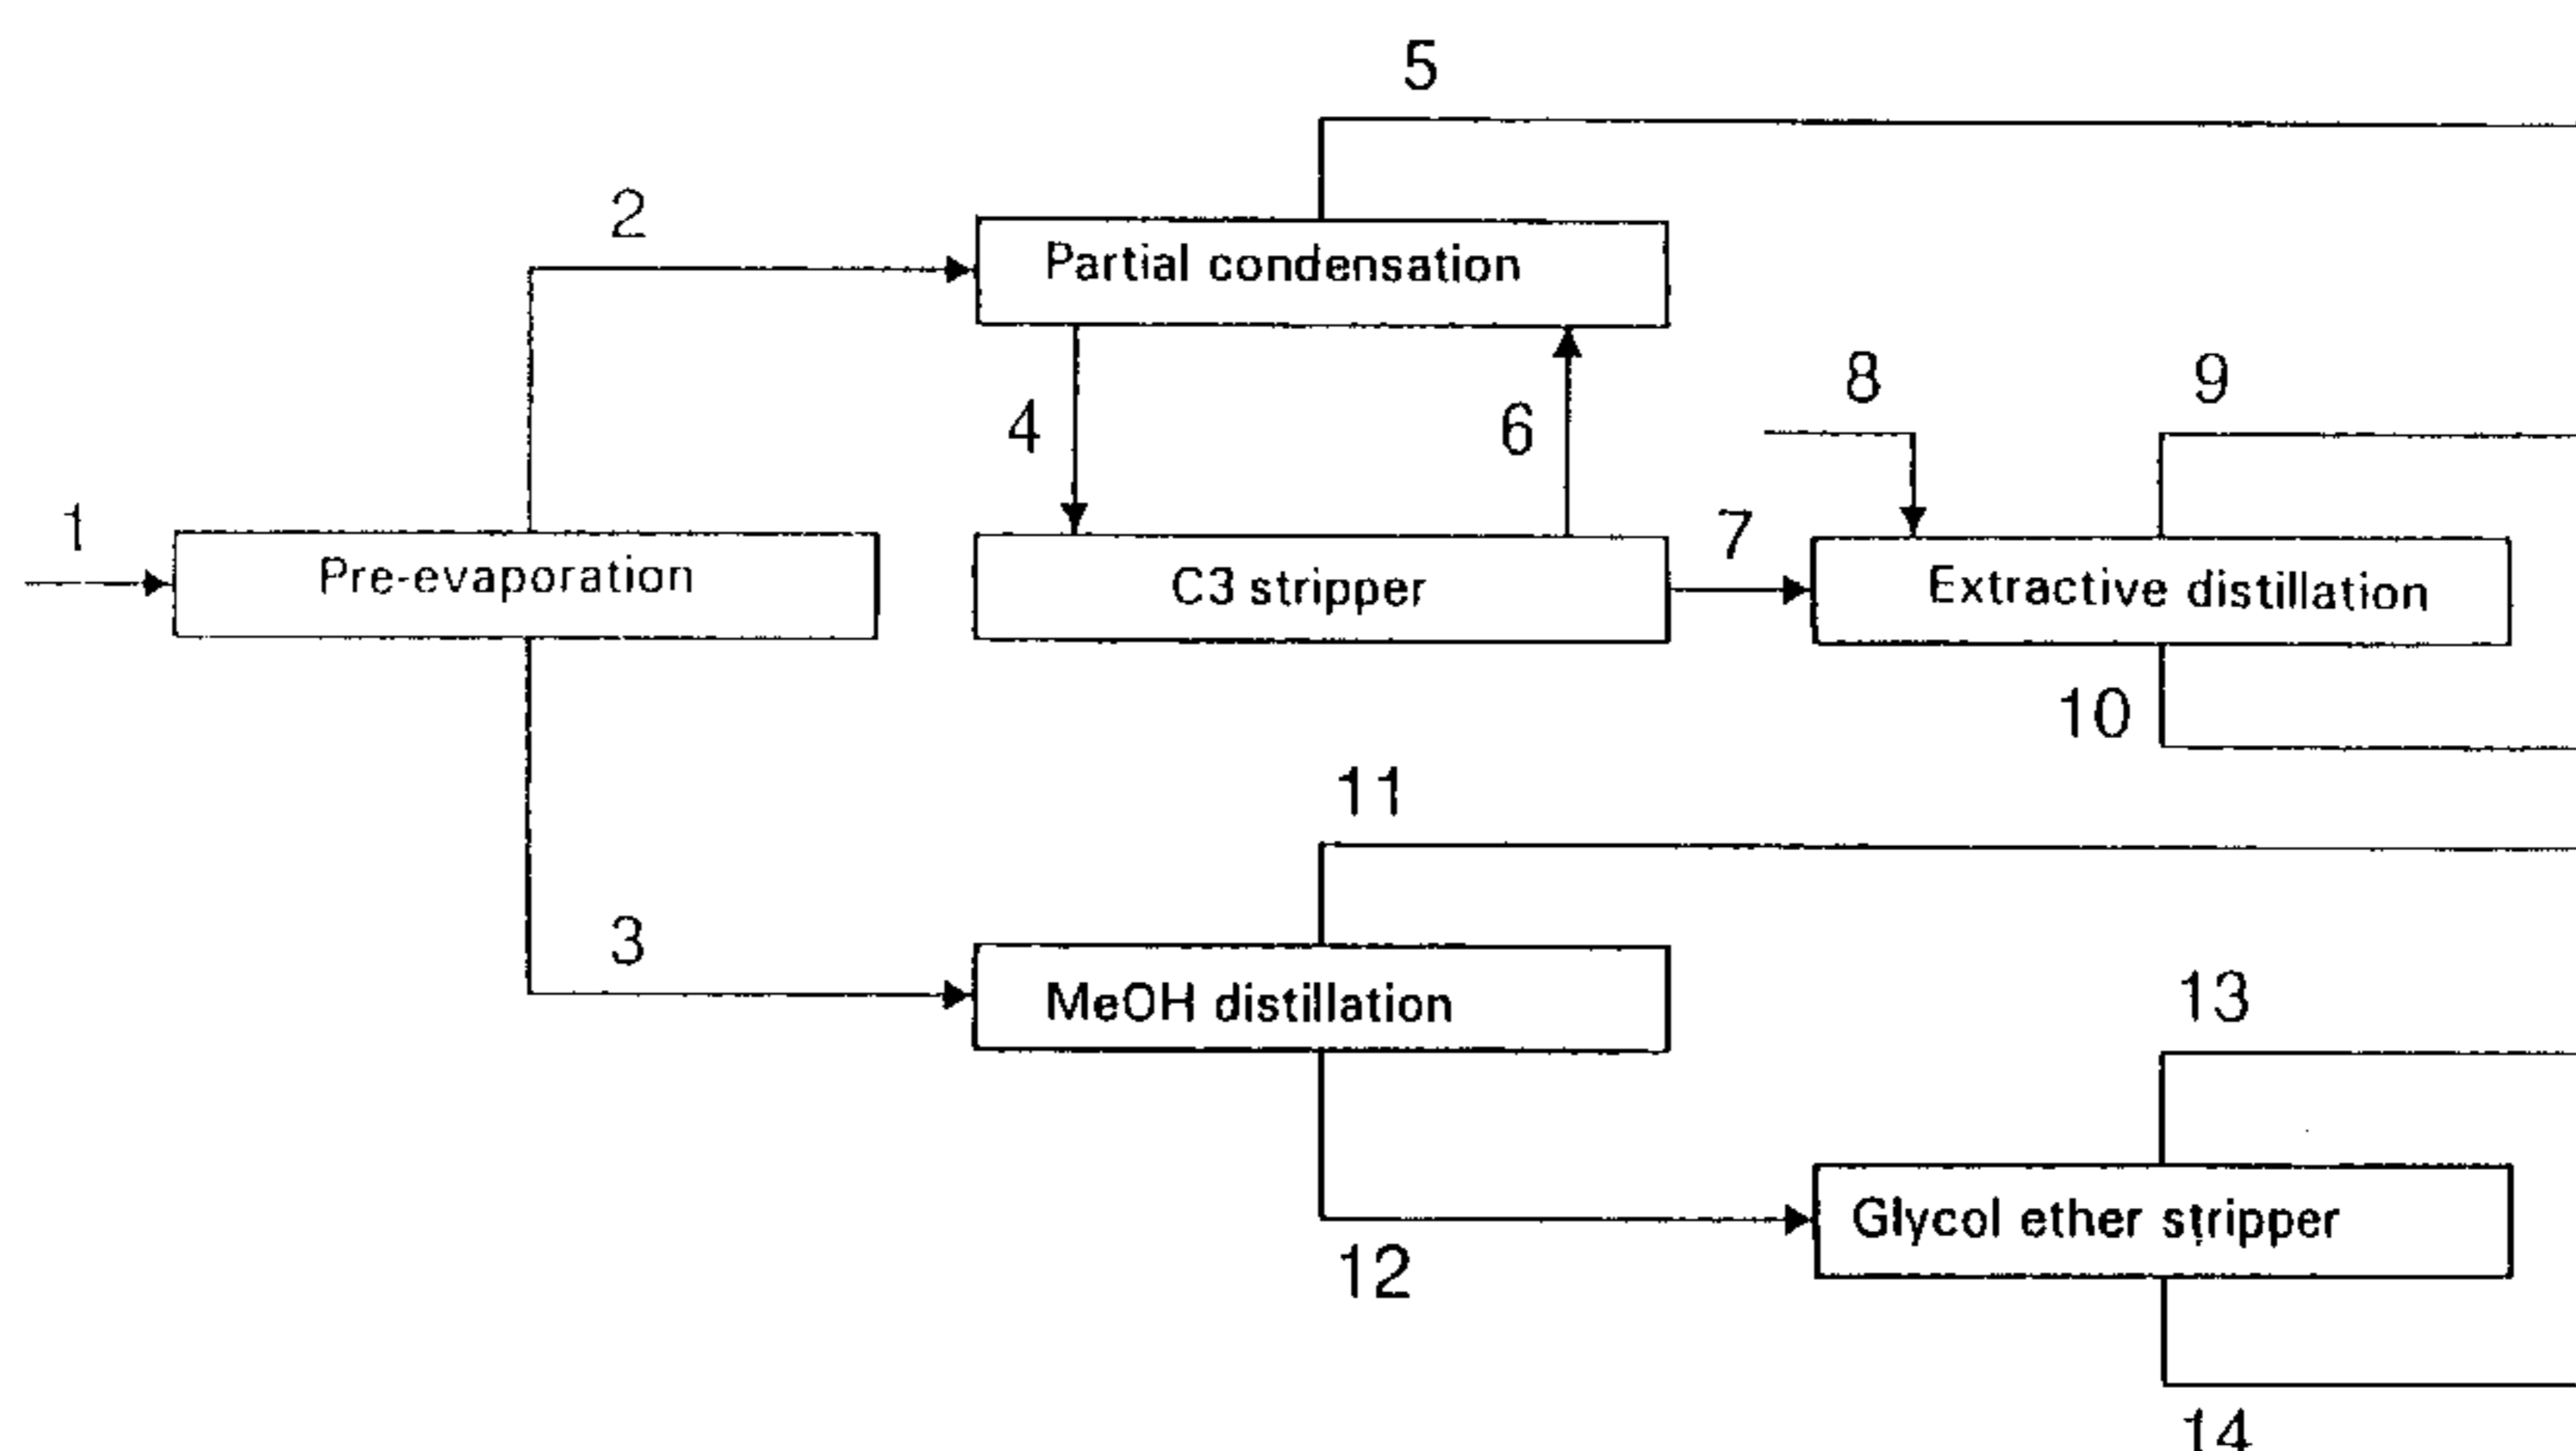 5
2
Partial condensation
8
9
4
6
1
7
Pre-evaporation
C3 stripper
Extractive distillation
10
11
3
MeOH distillation
13
Glycol ether stripper
12
14